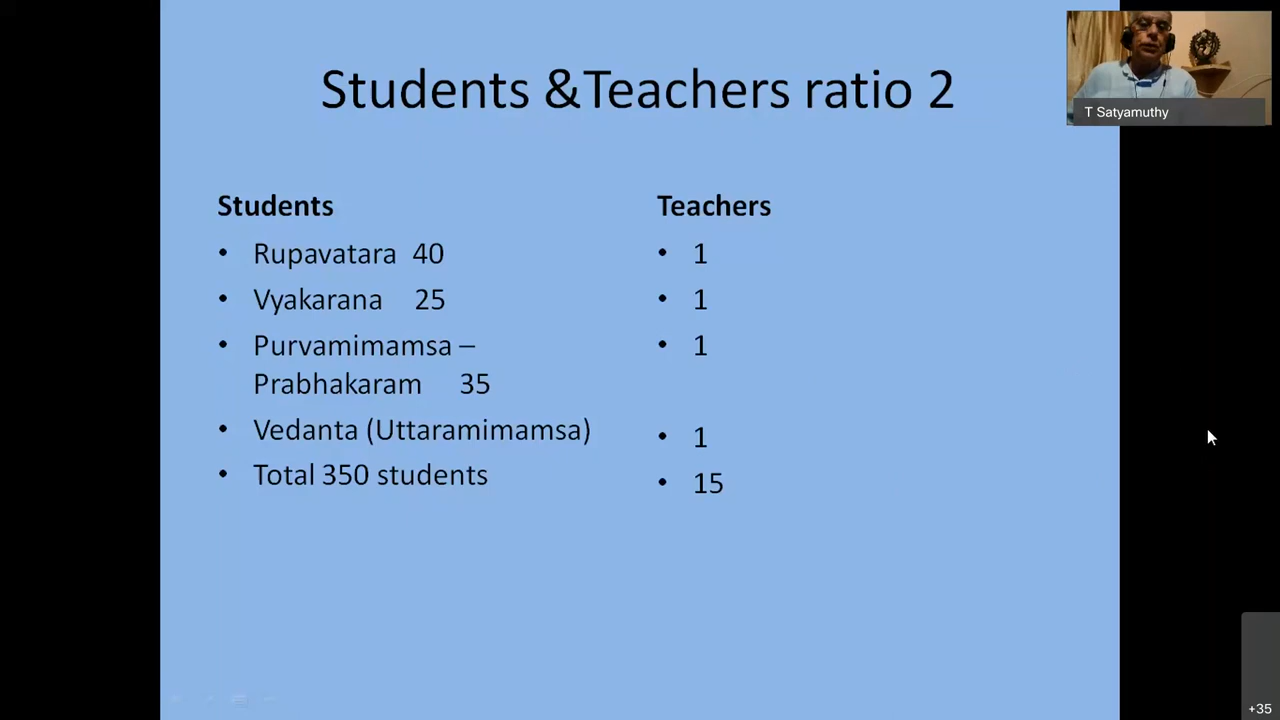 Students &Teachers ratio 2
T Satyamuthy
Students
• Rupavatara 40
• Vyakarana 25
• Purvamimamsa –
Prabhakaram 35
• Vedanta (Uttaramimamsa)
• Total 350 students
Teachers
• 1
• 1
• 1
• 1
• 15
+35